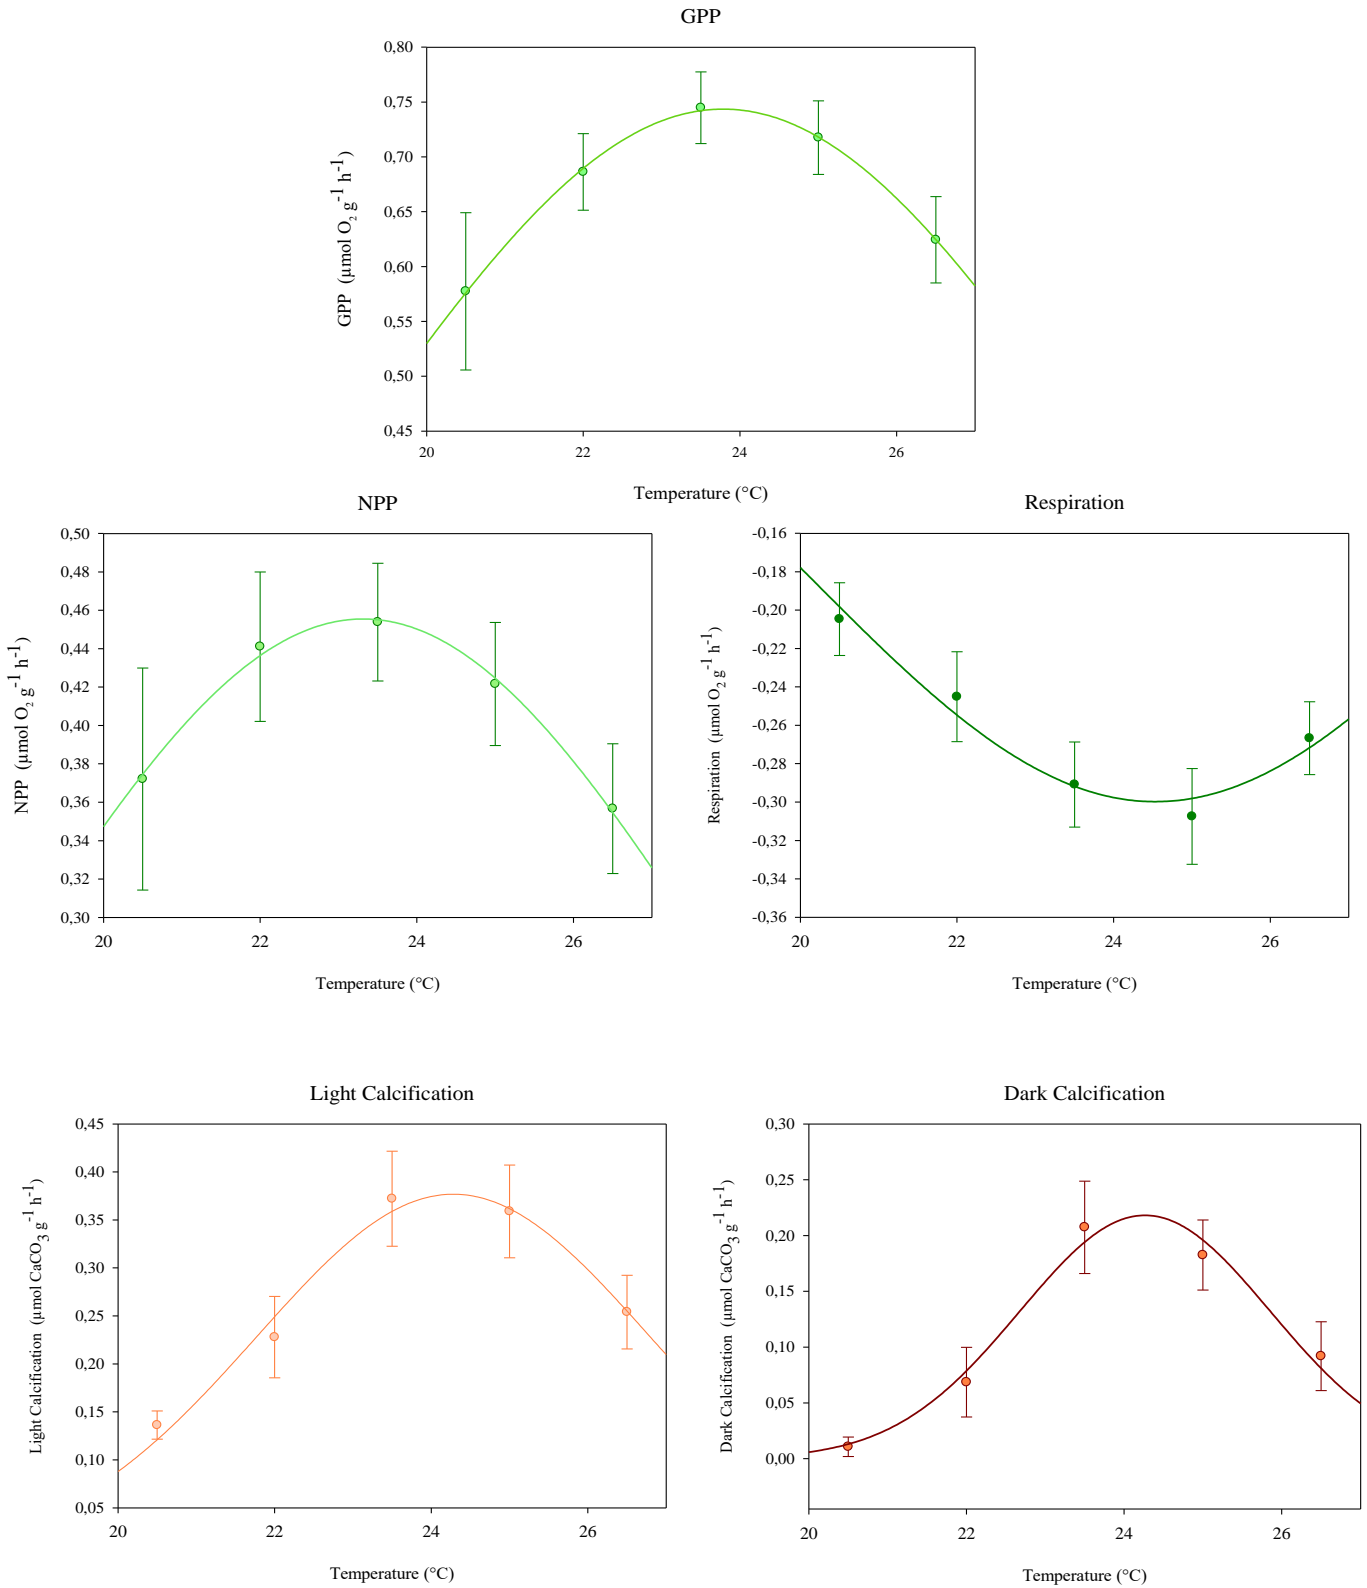 GPP
GPP (µmol O₂ g⁻¹ h⁻¹)
0,80
0,75
0,70
0,65
0,60
0,55
0,50
0,45
20 22 24 26
Temperature (°C)
NPP
NPP (µmol O₂ g⁻¹ h⁻¹)
0,50
0,48
0,46
0,44
0,42
0,40
0,38
0,36
0,34
0,32
0,30
20 22 24 26
Temperature (°C)
Respiration
Respiration (µmol O₂ g⁻¹ h⁻¹)
-0,16
-0,18
-0,20
-0,22
-0,24
-0,26
-0,28
-0,30
-0,32
-0,34
-0,36
20 22 24 26
Temperature (°C)
Light Calcification
Light Calcification (µmol CaCO₃ g⁻¹ h⁻¹)
0,45
0,40
0,35
0,30
0,25
0,20
0,15
0,10
0,05
20 22 24 26
Temperature (°C)
Dark Calcification
Dark Calcification (µmol CaCO₃ g⁻¹ h⁻¹)
0,30
0,25
0,20
0,15
0,10
0,05
0,00
20 22 24 26
Temperature (°C)